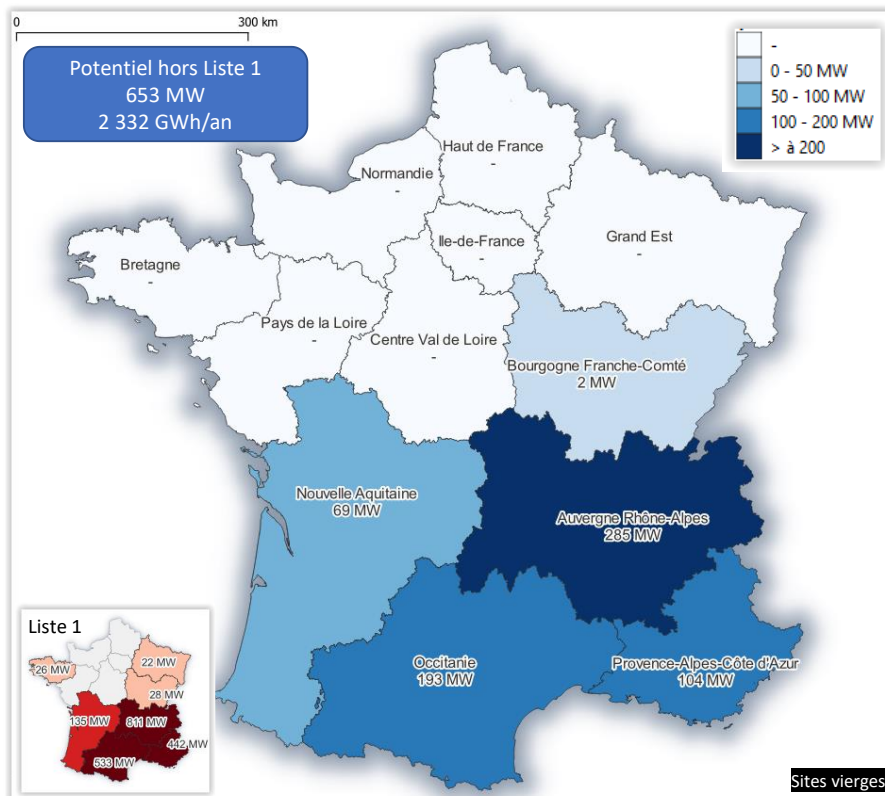 0
300 km
Potentiel hors Liste 1
653 MW
2 332 GWh/an
-
0 - 50 MW
50 - 100 MW
100 - 200 MW
> à 200
Haut de France
-
Normandie
-
Ile-de-France
-
Grand Est
-
Bretagne
-
Pays de la Loire
-
Centre Val de Loire
-
Bourgogne Franche-Comté
2 MW
Nouvelle Aquitaine
69 MW
Auvergne Rhône-Alpes
285 MW
Occitanie
193 MW
Provence-Alpes-Côte d'Azur
104 MW
Liste 1
26 MW
22 MW
28 MW
135 MW
811 MW
442 MW
533 MW
Sites vierges